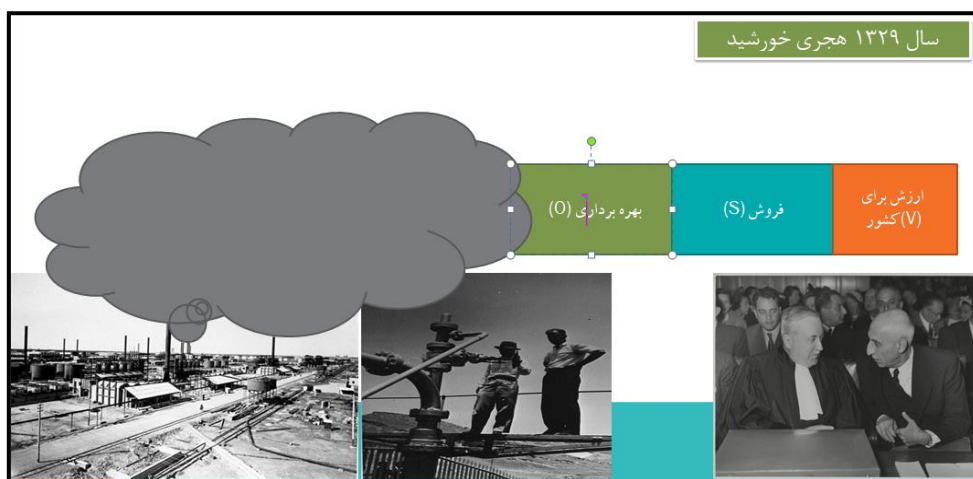 سال ۱۳۲۹ هجری خورشید
ارزش برای
کشور(V)
فروش (S)
بهره برداری (O)